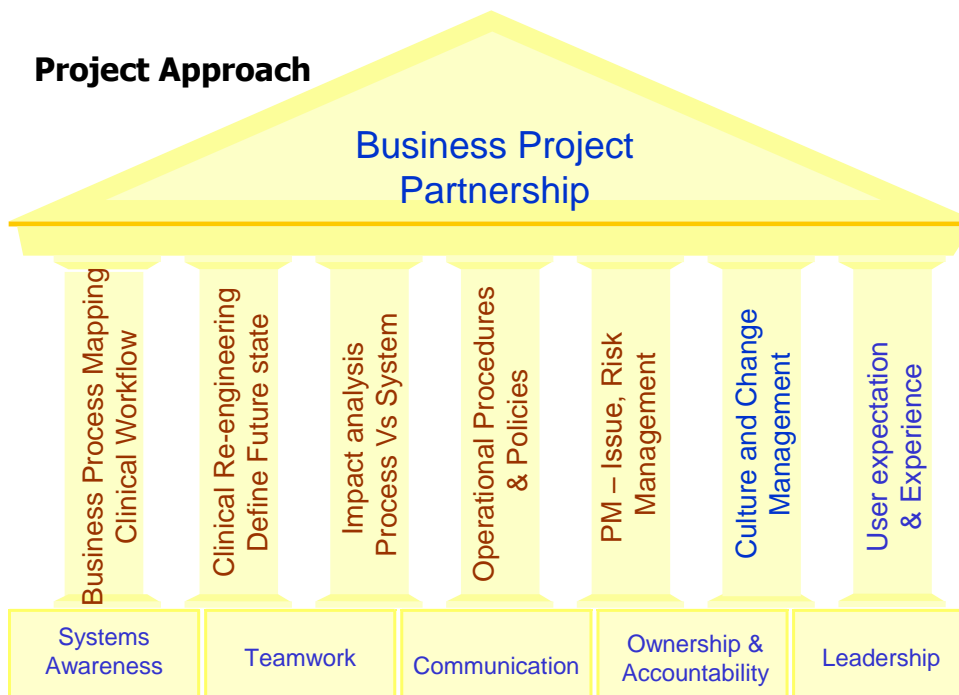 Project Approach
Business Project
Partnership
Business Process Mapping
Clinical Workflow
Clinical Re-engineering
Define Future state
Impact analysis
Process Vs System
Operational Procedures
& Policies
PM – Issue, Risk
Management
Culture and Change
Management
User expectation
& Experience
Systems
Awareness
Teamwork
Communication
Ownership &
Accountability
Leadership